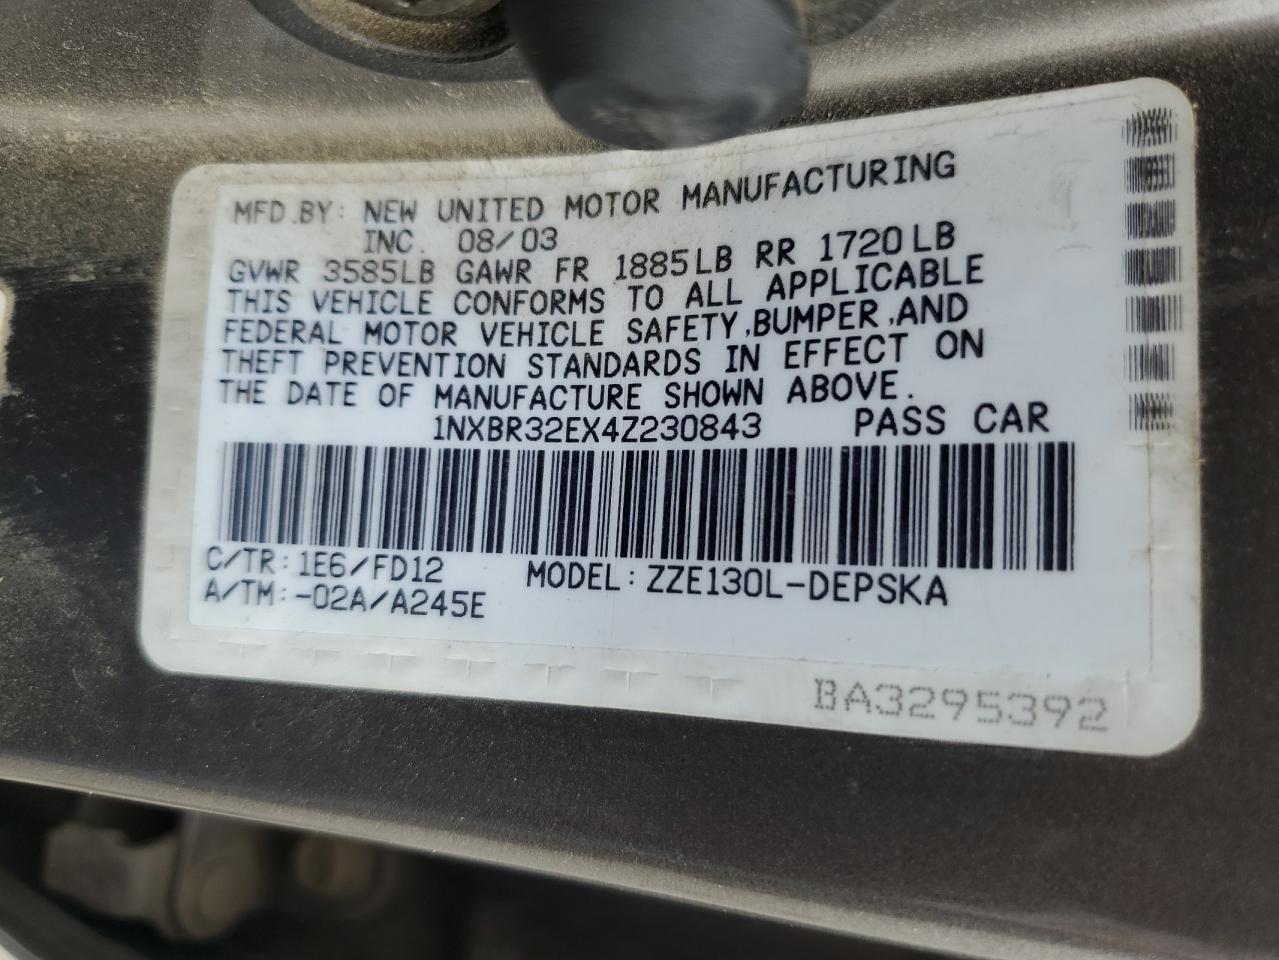 MFD.BY: NEW UNITED MOTOR MANUFACTURING
INC. 08/03
GVWR 3585LB GAWR FR 1885LB RR 1720LB
THIS VEHICLE CONFORMS TO ALL APPLICABLE
FEDERAL MOTOR VEHICLE SAFETY,BUMPER,AND
THEFT PREVENTION STANDARDS IN EFFECT ON
THE DATE OF MANUFACTURE SHOWN ABOVE.
1NXBR32EX4Z230843 PASS CAR
C/TR:1E6/FD12 MODEL:ZZE130L-DEPSKA
A/TM:-02A/A245E
BA3295392